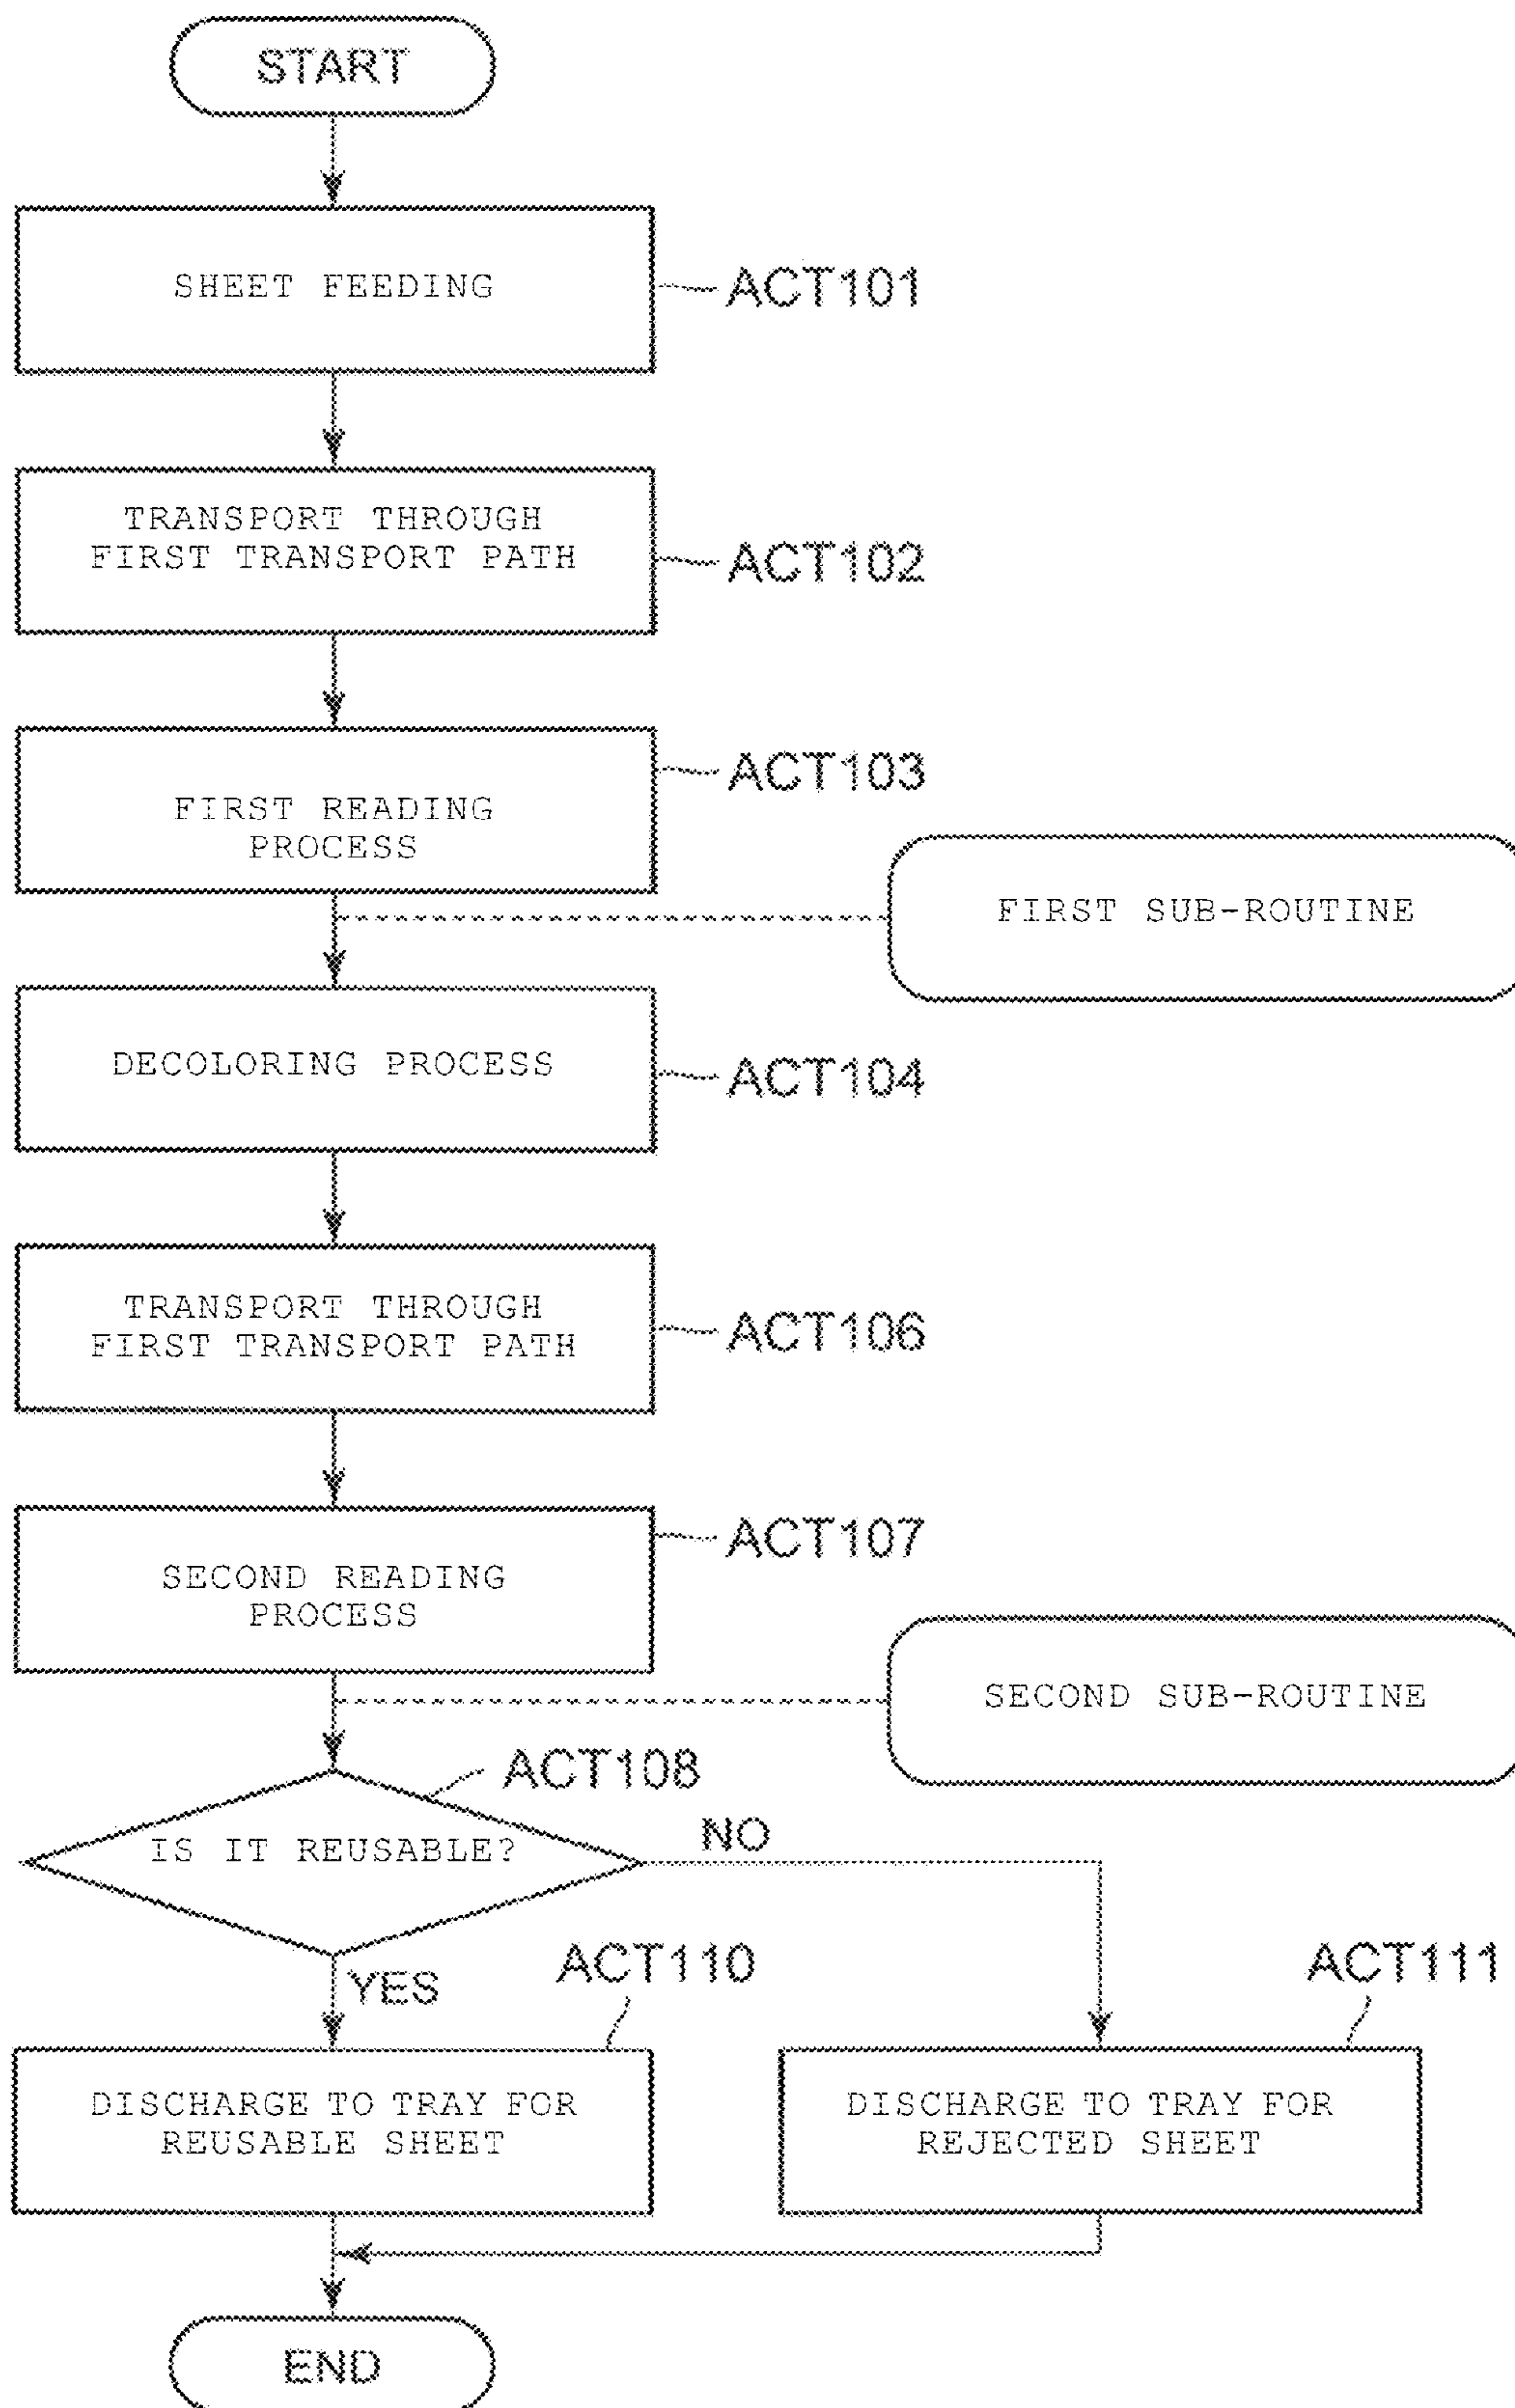 START
SHEET FEEDING
ACT101
TRANSPORT THROUGH
FIRST TRANSPORT PATH
ACT102
FIRST READING
PROCESS
ACT103
FIRST SUB-ROUTINE
DECOLORING PROCESS
ACT104
TRANSPORT THROUGH
FIRST TRANSPORT PATH
ACT106
SECOND READING
PROCESS
ACT107
SECOND SUB-ROUTINE
ACT108
IS IT REUSABLE?
NO
YES
ACT110
ACT111
DISCHARGE TO TRAY FOR
REUSABLE SHEET
DISCHARGE TO TRAY FOR
REJECTED SHEET
END